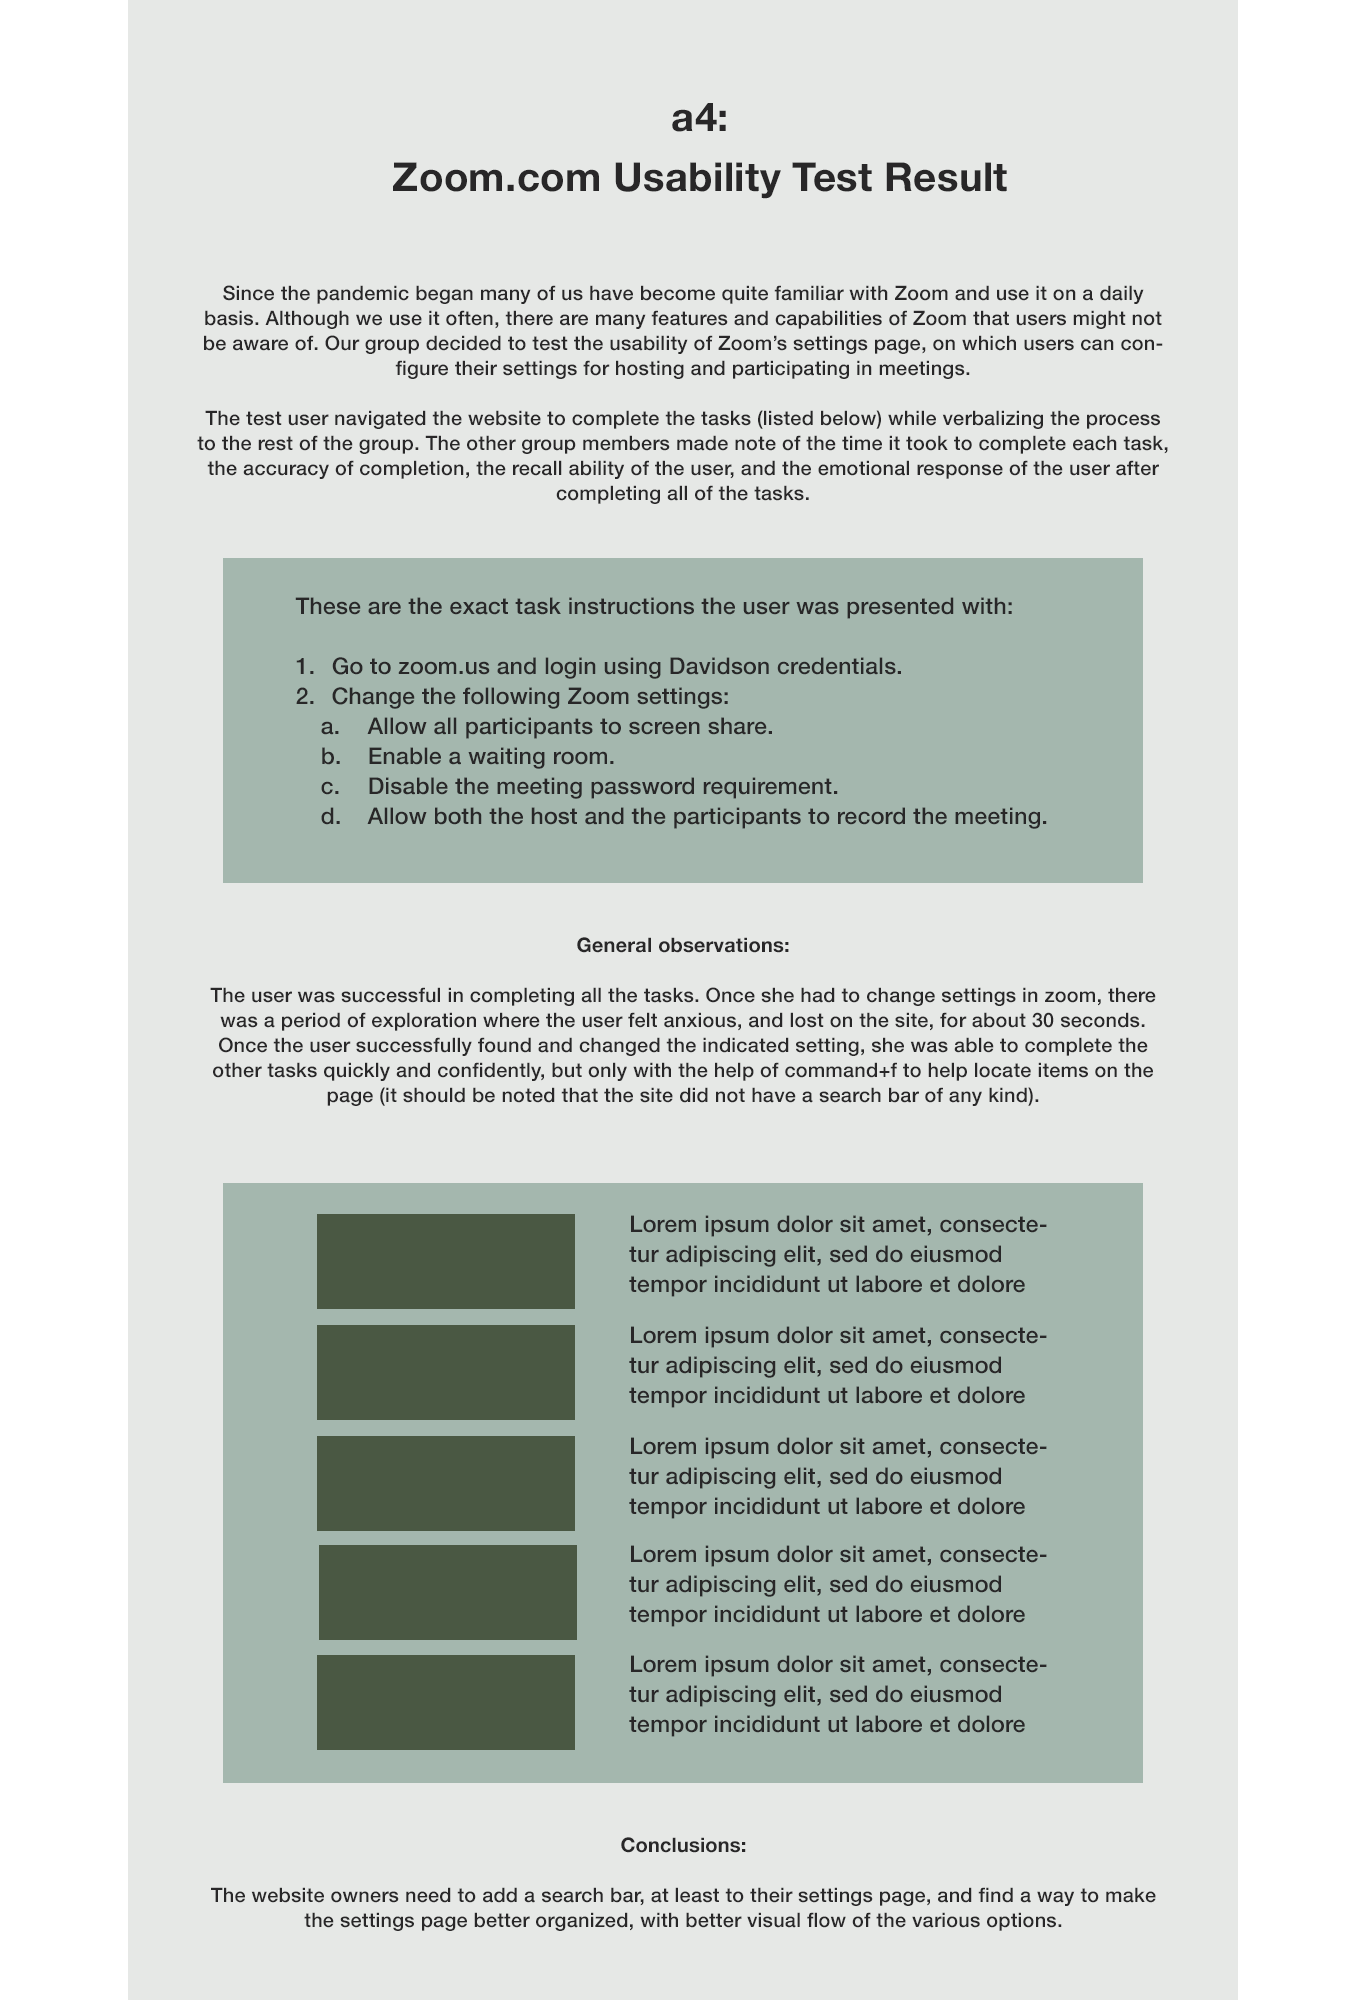 a4:
Zoom.com Usability Test Result
Since the pandemic began many of us have become quite familiar with Zoom and use it on a daily
basis. Although we use it often, there are many features and capabilities of Zoom that users might not
be aware of. Our group decided to test the usability of Zoom’s settings page, on which users can con-
figure their settings for hosting and participating in meetings.
The test user navigated the website to complete the tasks (listed below) while verbalizing the process
to the rest of the group. The other group members made note of the time it took to complete each task,
the accuracy of completion, the recall ability of the user, and the emotional response of the user after
completing all of the tasks.
These are the exact task instructions the user was presented with:
1. Go to zoom.us and login using Davidson credentials.
2. Change the following Zoom settings:
a. Allow all participants to screen share.
b. Enable a waiting room.
c. Disable the meeting password requirement.
d. Allow both the host and the participants to record the meeting.
General observations:
The user was successful in completing all the tasks. Once she had to change settings in zoom, there
was a period of exploration where the user felt anxious, and lost on the site, for about 30 seconds.
Once the user successfully found and changed the indicated setting, she was able to complete the
other tasks quickly and confidently, but only with the help of command+f to help locate items on the
page (it should be noted that the site did not have a search bar of any kind).
Lorem ipsum dolor sit amet, consecte-
tur adipiscing elit, sed do eiusmod
tempor incididunt ut labore et dolore
Lorem ipsum dolor sit amet, consecte-
tur adipiscing elit, sed do eiusmod
tempor incididunt ut labore et dolore
Lorem ipsum dolor sit amet, consecte-
tur adipiscing elit, sed do eiusmod
tempor incididunt ut labore et dolore
Lorem ipsum dolor sit amet, consecte-
tur adipiscing elit, sed do eiusmod
tempor incididunt ut labore et dolore
Lorem ipsum dolor sit amet, consecte-
tur adipiscing elit, sed do eiusmod
tempor incididunt ut labore et dolore
Conclusions:
The website owners need to add a search bar, at least to their settings page, and find a way to make
the settings page better organized, with better visual flow of the various options.